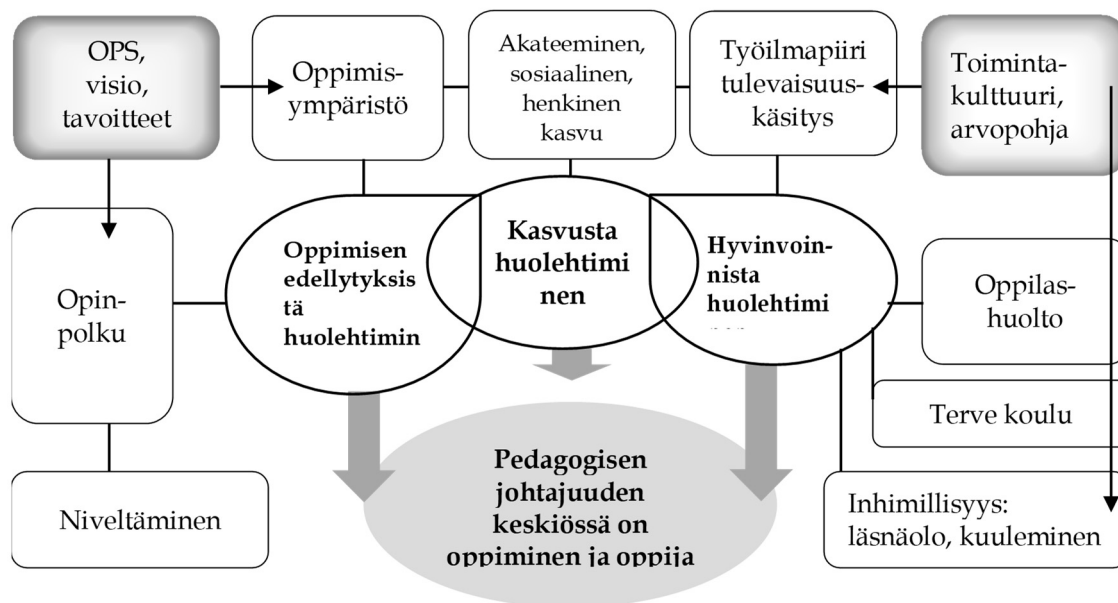 OPS,
visio,
tavoitteet
Oppimis-
ympäristö
Akateeminen,
sosiaalinen,
henkinen
kasvu
Työilmapiiri
tulevaisuus-
käsitys
Toiminta-
kulttuuri,
arvopohja
Opin-
polku
Oppimisen
edellytyksis
tä
huolehtimin
Kasvusta
huolehtimi
nen
Hyvinvoin-
nista
huolehtimi
Oppilas-
huolto
Terve koulu
Niveltäminen
Pedagogisen
johtajuuden
keskiössä on
oppiminen ja oppija
Inhimillisyys:
läsnäolo, kuuleminen